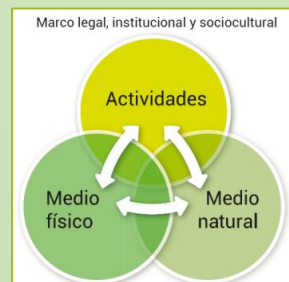 Marco legal, institucional y sociocultural
Actividades
Medio
físico
Medio
natural